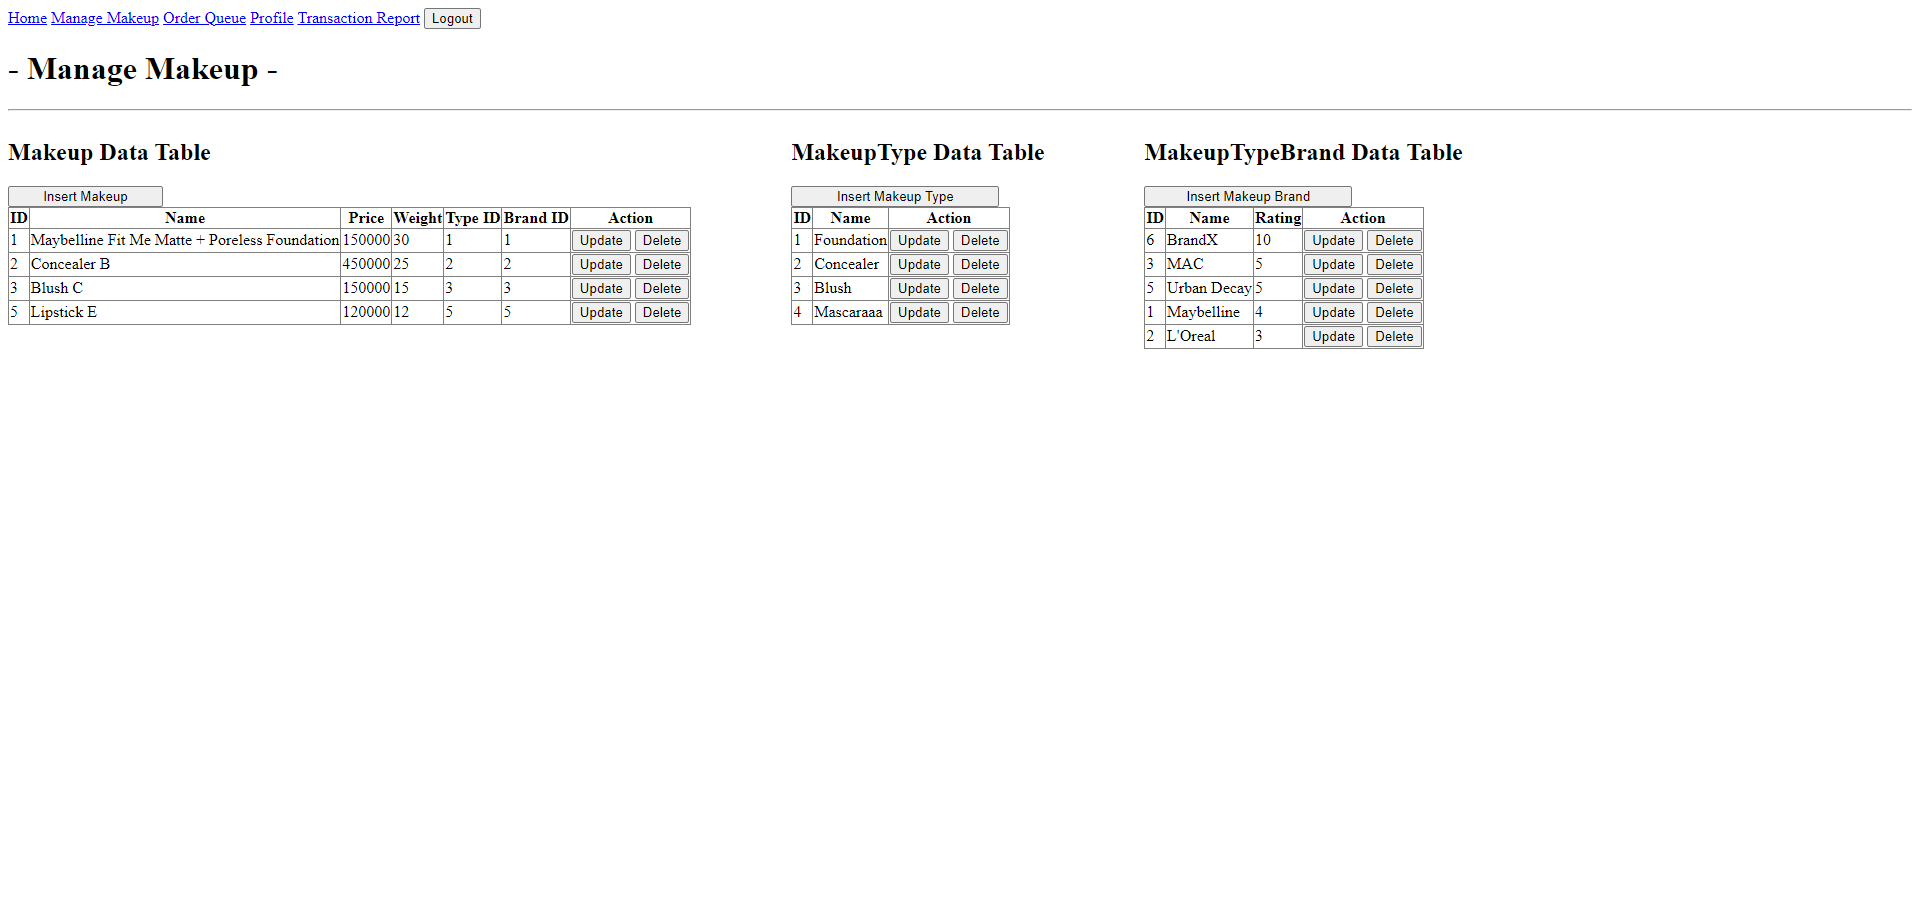 Home Manage Makeup Order Queue Profile Transaction Report Logout
- Manage Makeup -
Makeup Data Table
Insert Makeup
ID Name Price Weight Type ID Brand ID Action
1 Maybelline Fit Me Matte + Poreless Foundation 150000 30 1 1 Update Delete
2 Concealer B 450000 25 2 2 Update Delete
3 Blush C 150000 15 3 3 Update Delete
5 Lipstick E 120000 12 5 5 Update Delete
MakeupType Data Table
Insert Makeup Type
ID Name Action
1 Foundation Update Delete
2 Concealer Update Delete
3 Blush Update Delete
4 Mascaraaa Update Delete
MakeupTypeBrand Data Table
Insert Makeup Brand
ID Name Rating Action
6 BrandX 10 Update Delete
3 MAC 5 Update Delete
5 Urban Decay 5 Update Delete
1 Maybelline 4 Update Delete
2 L'Oreal 3 Update Delete